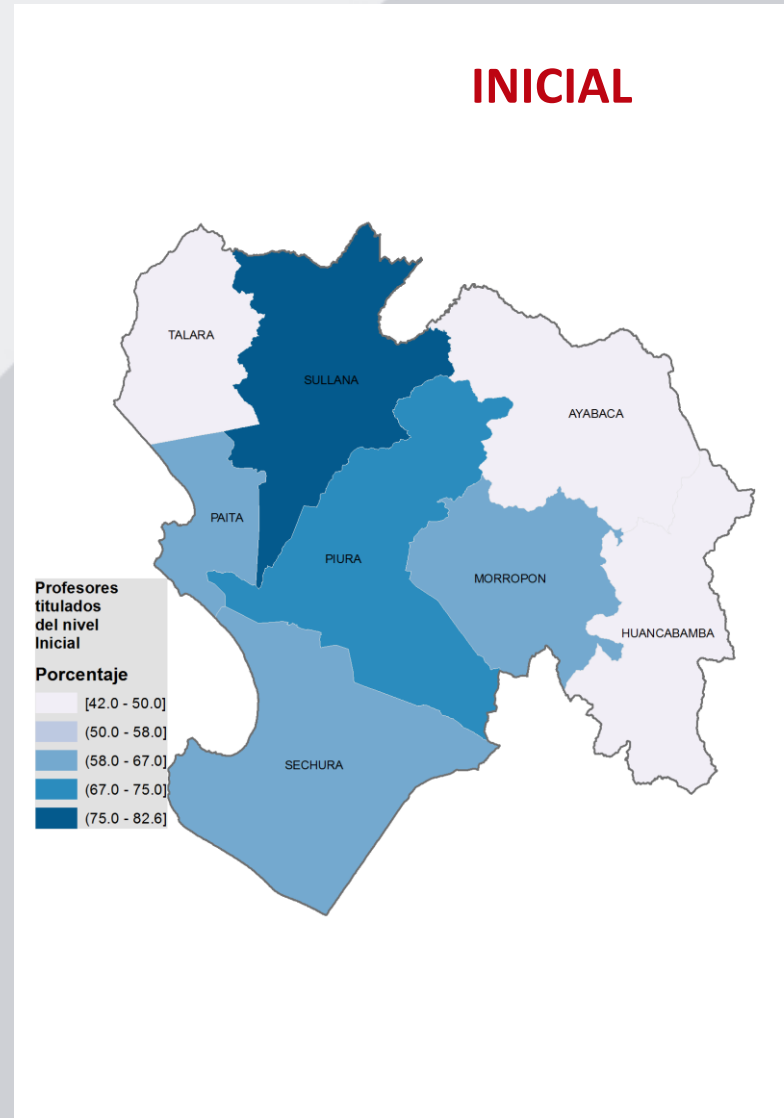 INICIAL
TALARA
SULLANA
AYABACA
PAITA
PIURA
MORROPON
HUANCABAMBA
SECHURA
Profesores
titulados
del nivel
Inicial
Porcentaje
[42.0 - 50.0]
(50.0 - 58.0]
(58.0 - 67.0]
(67.0 - 75.0]
(75.0 - 82.6]